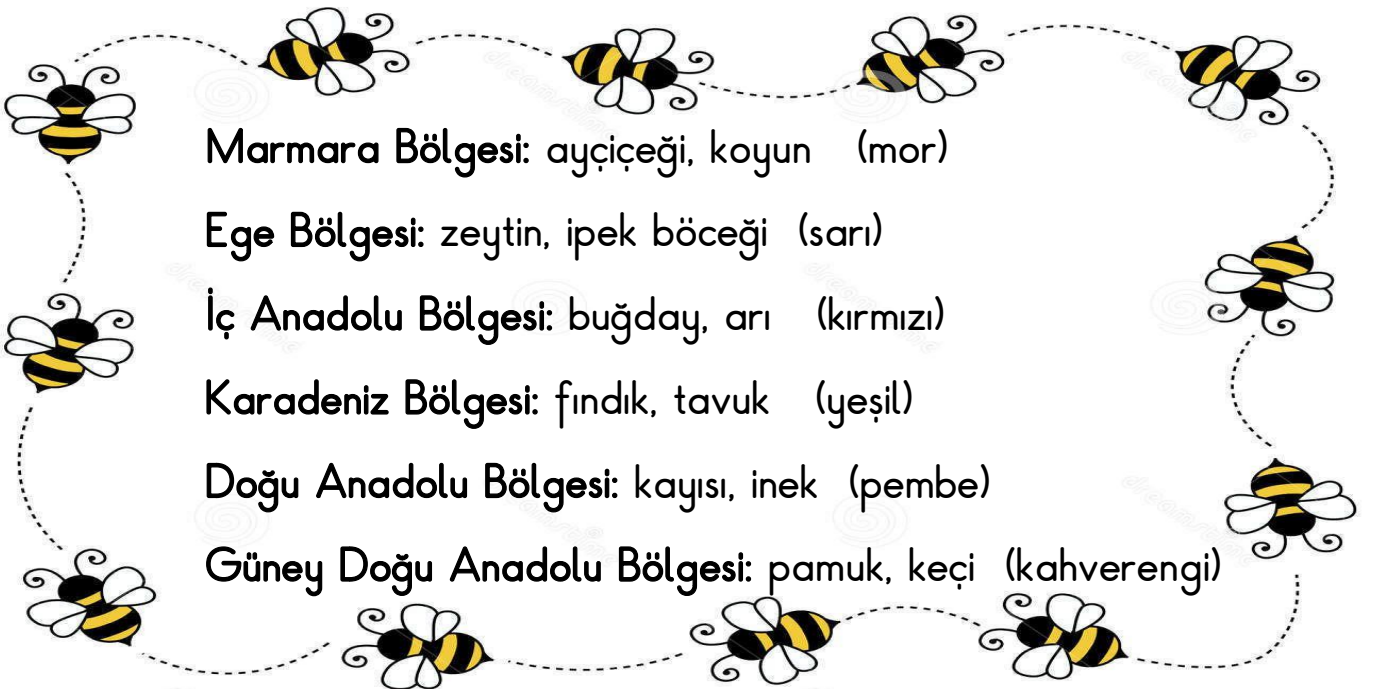 Marmara Bölgesi: ayçiçeği, koyun (mor)
Ege Bölgesi: zeytin, ipek böceği (sarı)
İç Anadolu Bölgesi: buğday, arı (kırmızı)
Karadeniz Bölgesi: fındık, tavuk (yeşil)
Doğu Anadolu Bölgesi: kayısı, inek (pembe)
Güney Doğu Anadolu Bölgesi: pamuk, keçi (kahverengi)